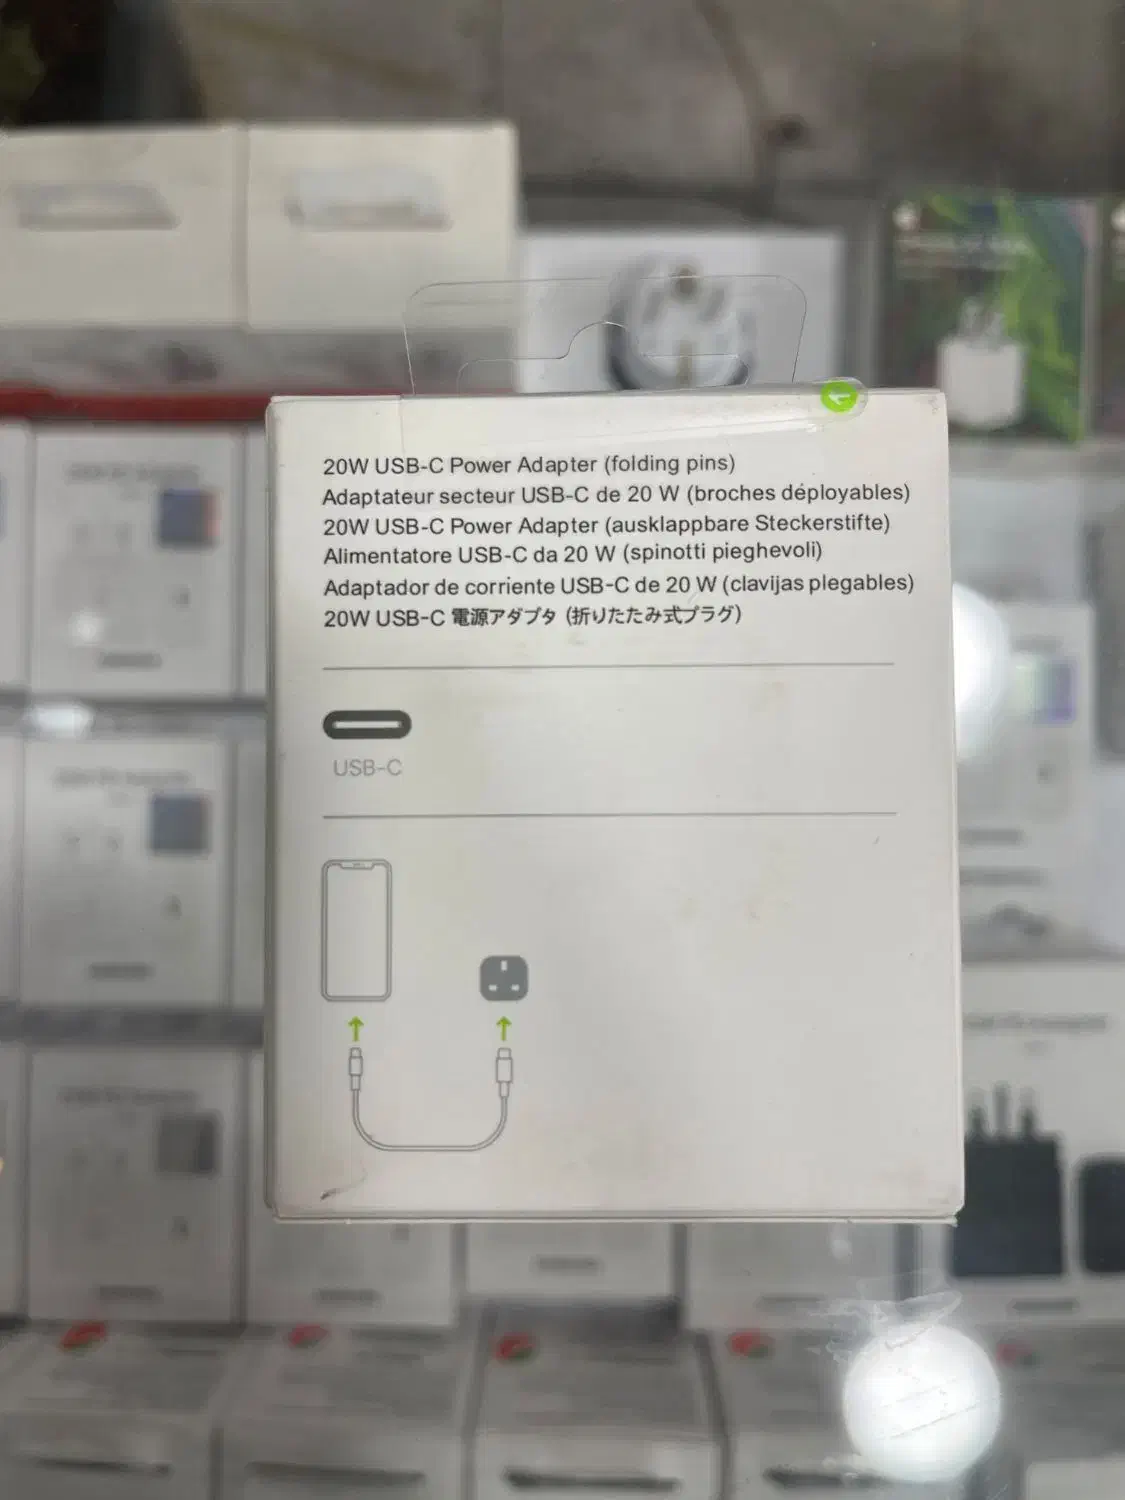 20W USB-C Power Adapter (folding pins)
Adaptateur secteur USB-C de 20 W (broches déployables)
20W USB-C Power Adapter (ausklappbare Steckerstifte)
Alimentatore USB-C da 20 W (spinotti pieghevoli)
Adaptador de corriente USB-C de 20 W (clavijas plegables)
20W USB-C 電源アダプタ (折りたたみ式プラグ)
USB-C